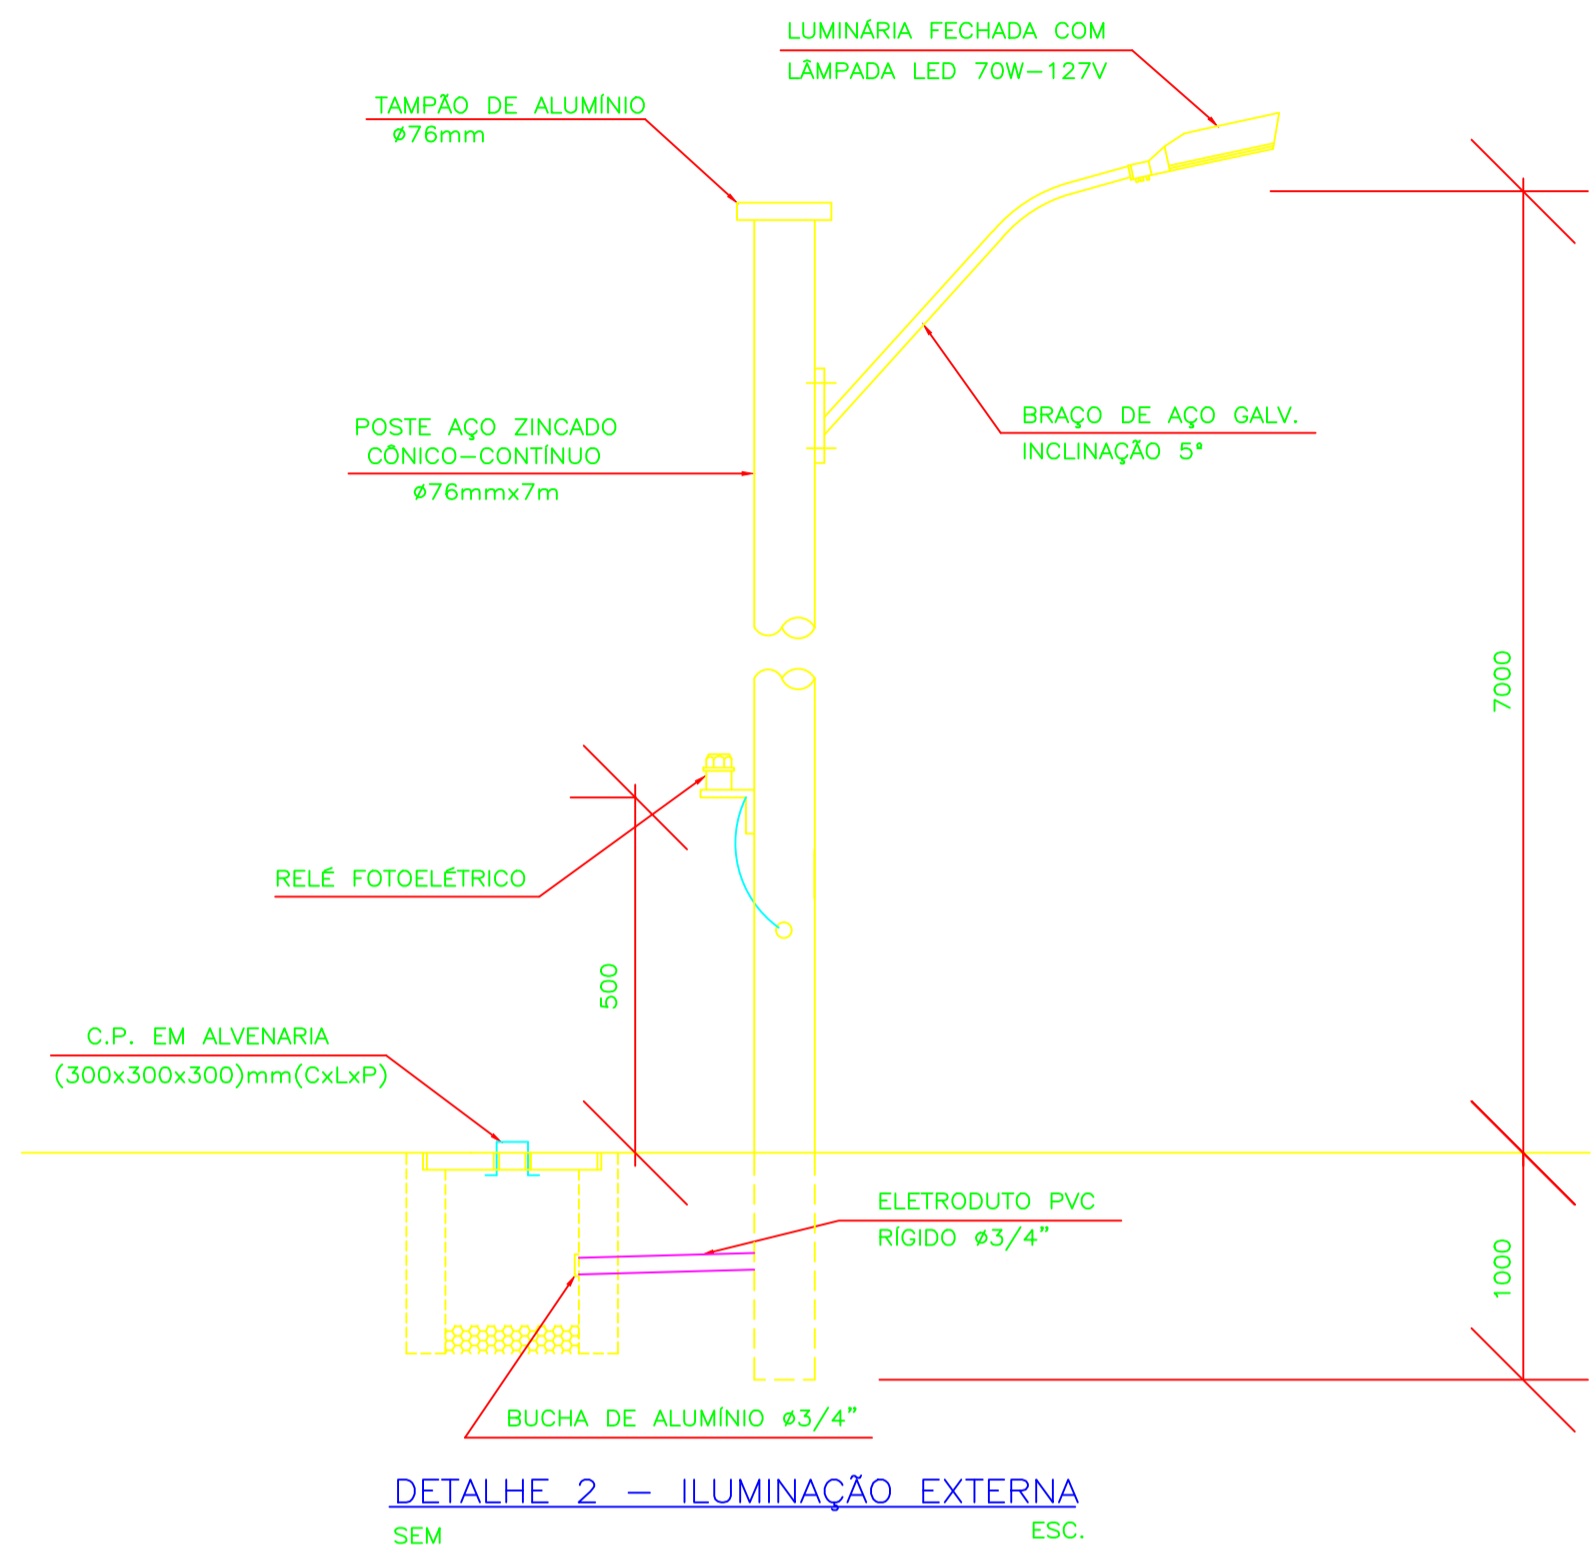 LUMINÁRIA FECHADA COM
LÂMPADA LED 70W-127V
TAMPÃO DE ALUMÍNIO
ø76mm
POSTE AÇO ZINCADO
CÔNICO-CONTÍNUO
ø76mmx7m
BRAÇO DE AÇO GALV.
INCLINAÇÃO 5°
7000
RELÉ FOTOELÉTRICO
500
C.P. EM ALVENARIA
(300x300x300)mm(CxLxP)
ELETRODUTO PVC
RÍGIDO ø3/4"
1000
BUCHA DE ALUMÍNIO ø3/4"
DETALHE 2 - ILUMINAÇÃO EXTERNA
SEM ESC.